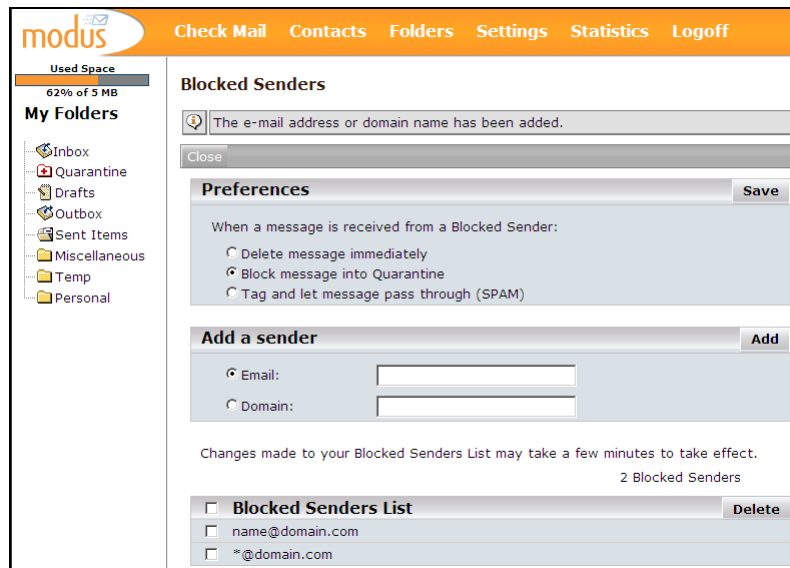 modus
Check Mail Contacts Folders Settings Statistics Logoff
Used Space
62% of 5 MB
My Folders
Inbox
Quarantine
Drafts
Outbox
Sent Items
Miscellaneous
Temp
Personal
Blocked Senders
The e-mail address or domain name has been added.
Close
Preferences Save
When a message is received from a Blocked Sender:
Delete message immediately
Block message into Quarantine
Tag and let message pass through (SPAM)
Add a sender Add
Email:
Domain:
Changes made to your Blocked Senders List may take a few minutes to take effect.
2 Blocked Senders
Blocked Senders List Delete
name@domain.com
*@domain.com